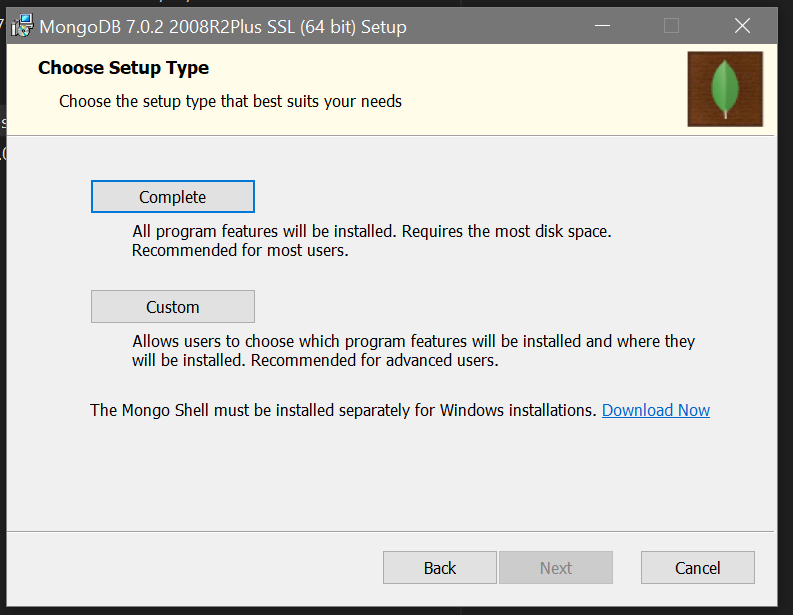 MongoDB 7.0.2 2008R2Plus SSL (64 bit) Setup
Choose Setup Type
Choose the setup type that best suits your needs
Complete
All program features will be installed. Requires the most disk space.
Recommended for most users.
Custom
Allows users to choose which program features will be installed and where they
will be installed. Recommended for advanced users.
The Mongo Shell must be installed separately for Windows installations. Download Now
Back
Next
Cancel